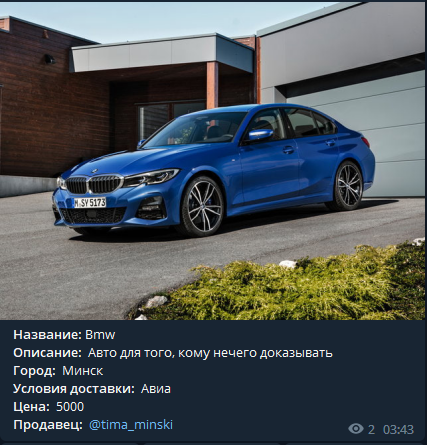 M:SY 5173
Название: Bmw
Описание: Авто для того, кому нечего доказывать
Город: Минск
Условия доставки: Авиа
Цена: 5000
Продавец: @tima_minski
2 03:43